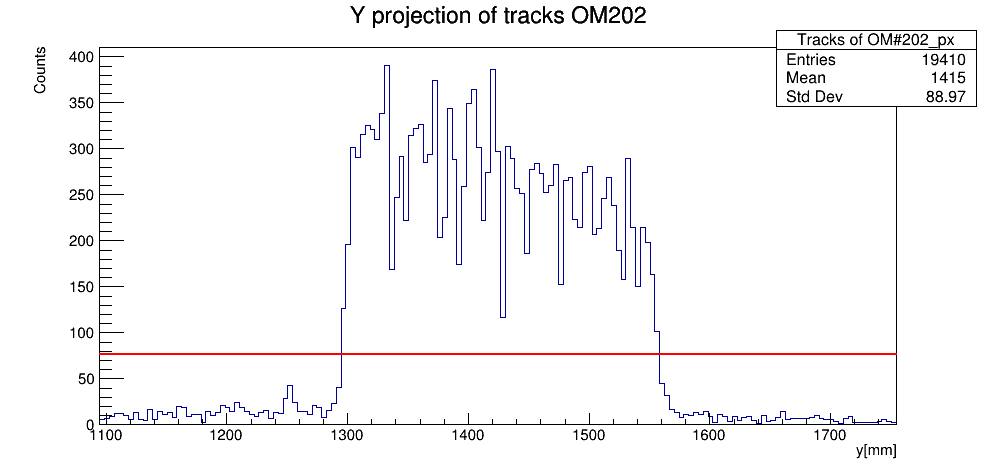 Y projection of tracks OM202
Tracks of OM#202_px
Entries 19410
Mean 1415
Std Dev 88.97
Counts
400
350
300
250
200
150
100
50
0
1100 1200 1300 1400 1500 1600 1700
y[mm]